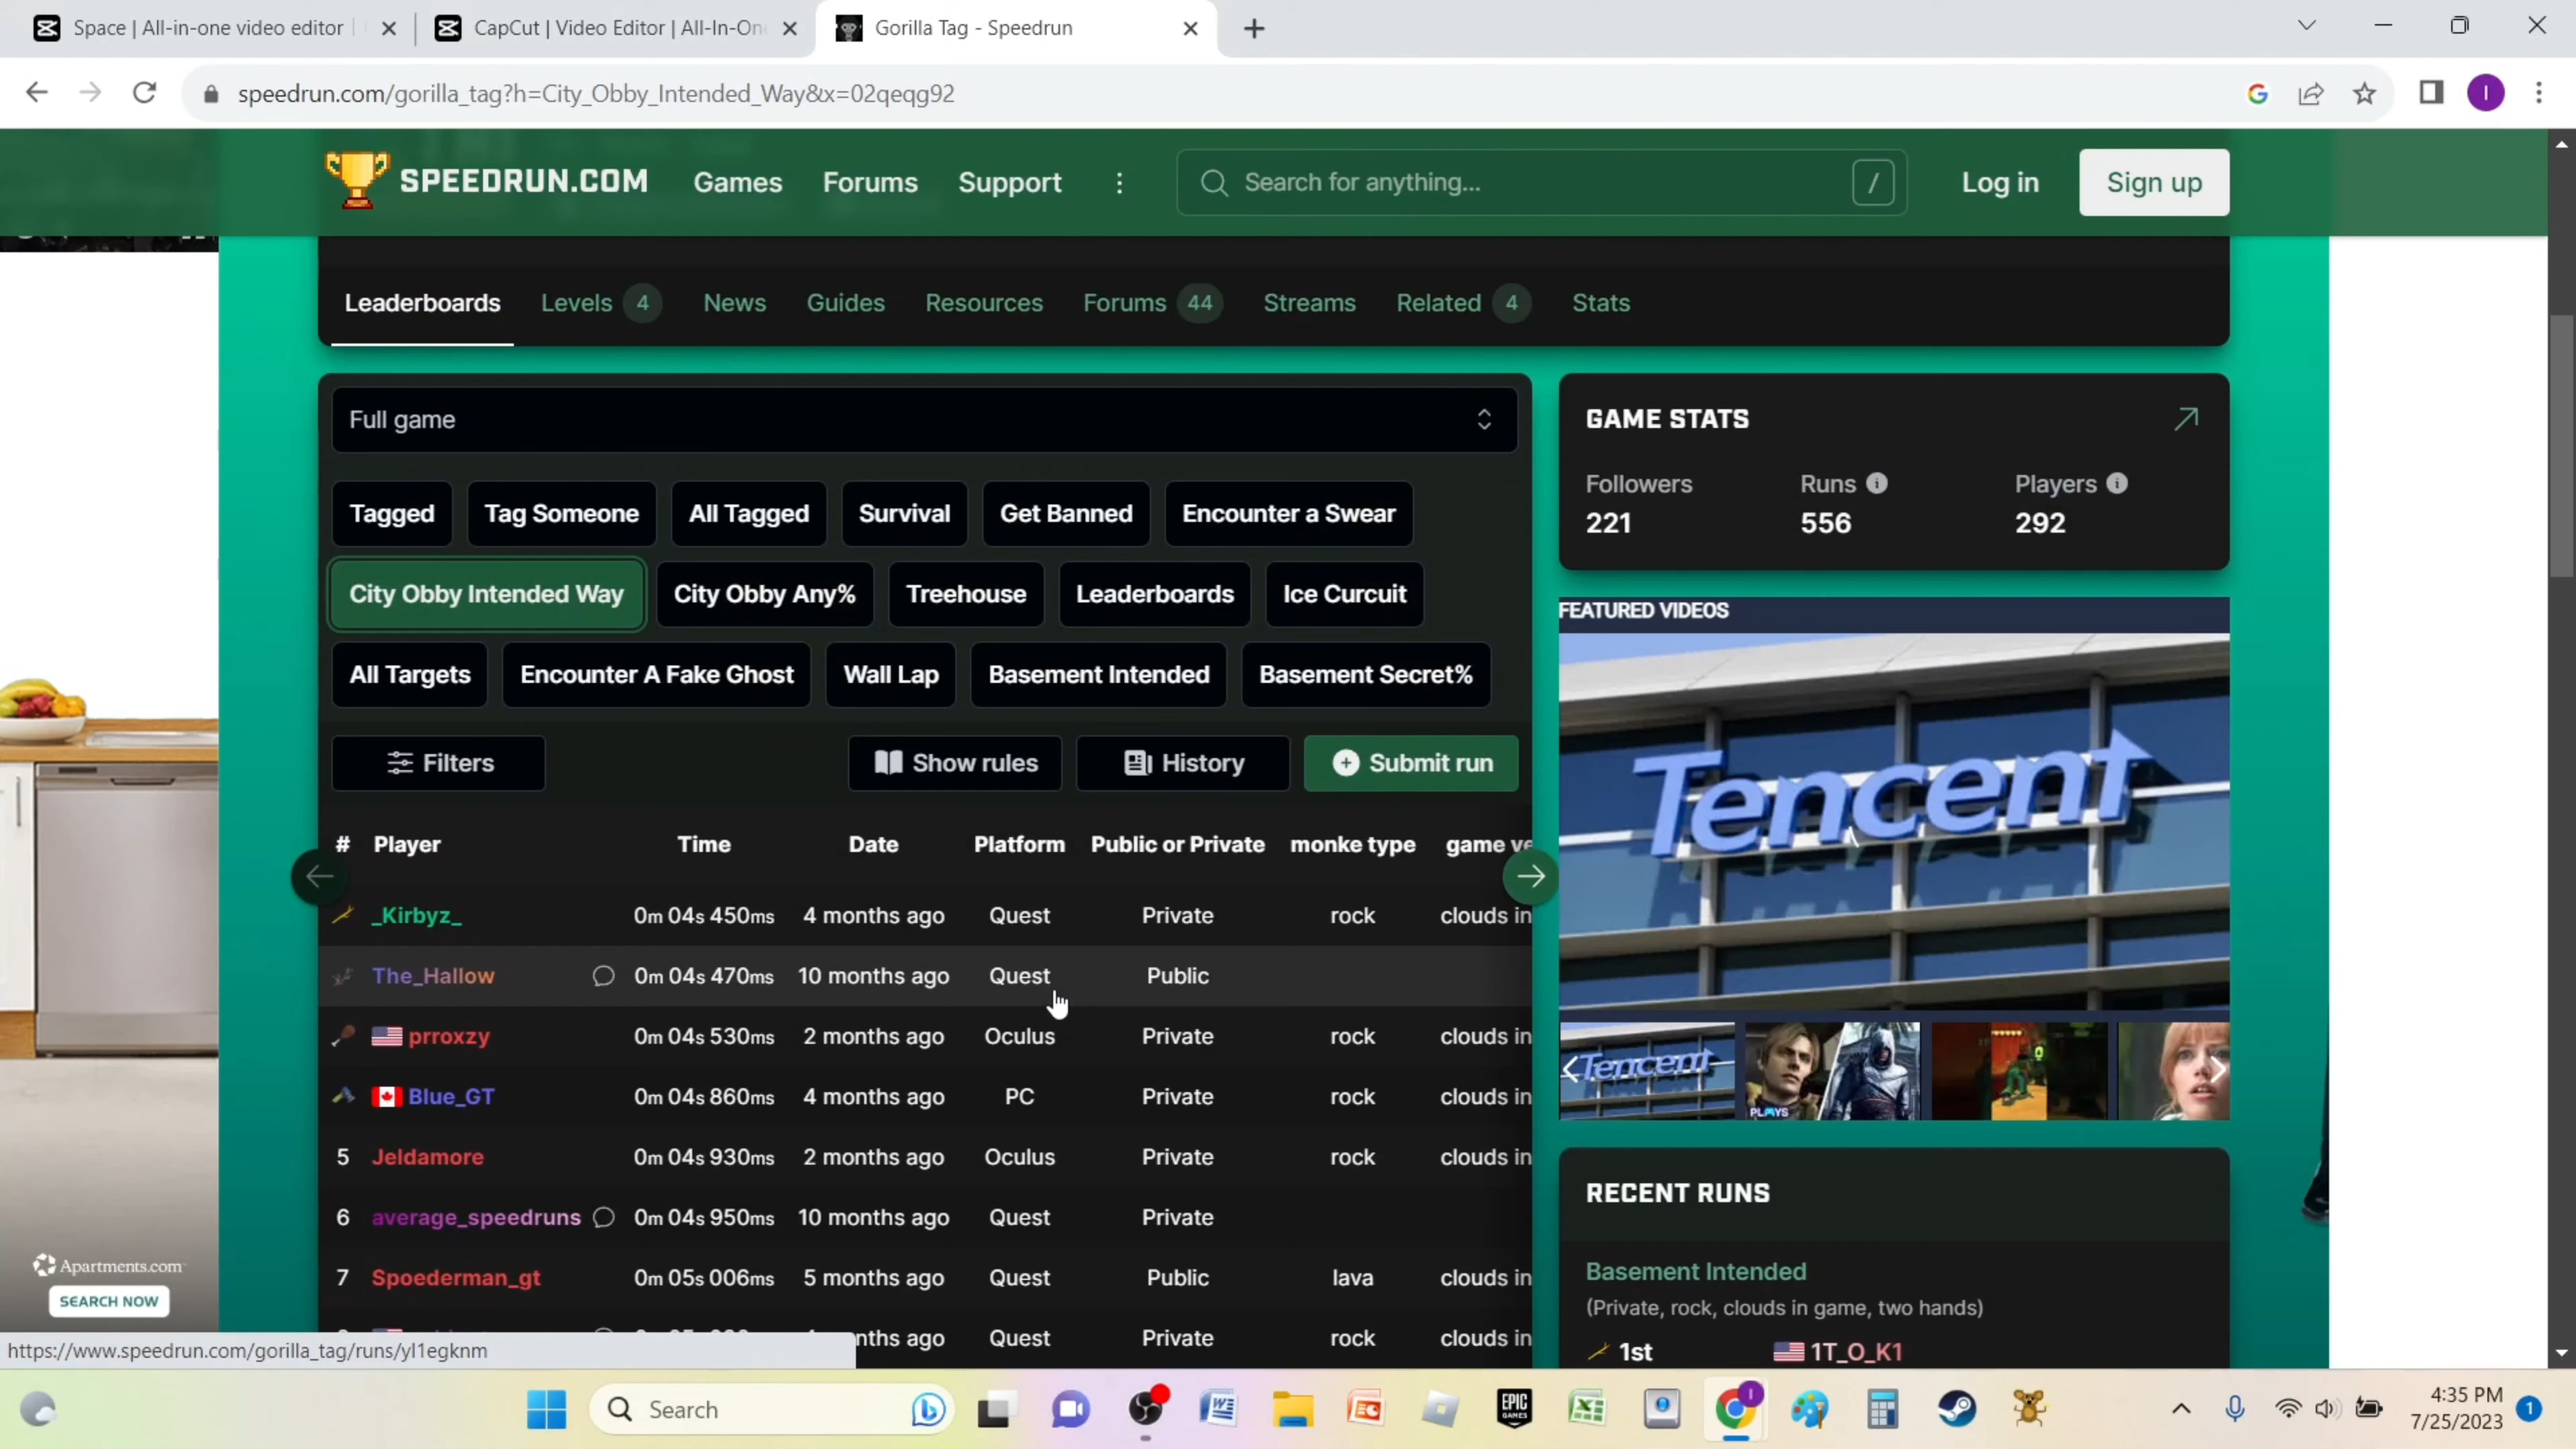 Space | All-in-one video editor
CapCut | Video Editor | All-In-On
Gorilla Tag - Speedrun
speedrun.com/gorilla_tag?h=City_Obby_Intended_Way&x=02qeqg92
I
SPEEDRUN.COM
Games
Forums
Support
Search for anything...
/
Log in
Sign up
Leaderboards
Levels 4
News
Guides
Resources
Forums 44
Streams
Related 4
Stats
Full game
Tagged
Tag Someone
All Tagged
Survival
Get Banned
Encounter a Swear
City Obby Intended Way
City Obby Any%
Treehouse
Leaderboards
Ice Curcuit
All Targets
Encounter A Fake Ghost
Wall Lap
Basement Intended
Basement Secret%
Filters
Show rules
History
Submit run
# Player Time Date Platform Public or Private monke type game ve
_Kirbyz_ 0m 04s 450ms 4 months ago Quest Private rock clouds in
The_Hallow 0m 04s 470ms 10 months ago Quest Public
prroxzy 0m 04s 530ms 2 months ago Oculus Private rock clouds in
Blue_GT 0m 04s 860ms 4 months ago PC Private rock clouds in
5 Jeldamore 0m 04s 930ms 2 months ago Oculus Private rock clouds in
6 average_speedruns 0m 04s 950ms 10 months ago Quest Private
7 Spoederman_gt 0m 05s 006ms 5 months ago Quest Public lava clouds in
nths ago Quest Private rock clouds in
GAME STATS
Followers Runs Players
221 556 292
FEATURED VIDEOS
Tencent
Tencent
PLAYS
RECENT RUNS
Basement Intended
(Private, rock, clouds in game, two hands)
1st 1T_O_K1
Apartments.com
SEARCH NOW
https://www.speedrun.com/gorilla_tag/runs/yl1egknm
Search
EPIC
GAMES
I
4:35 PM
7/25/2023
1